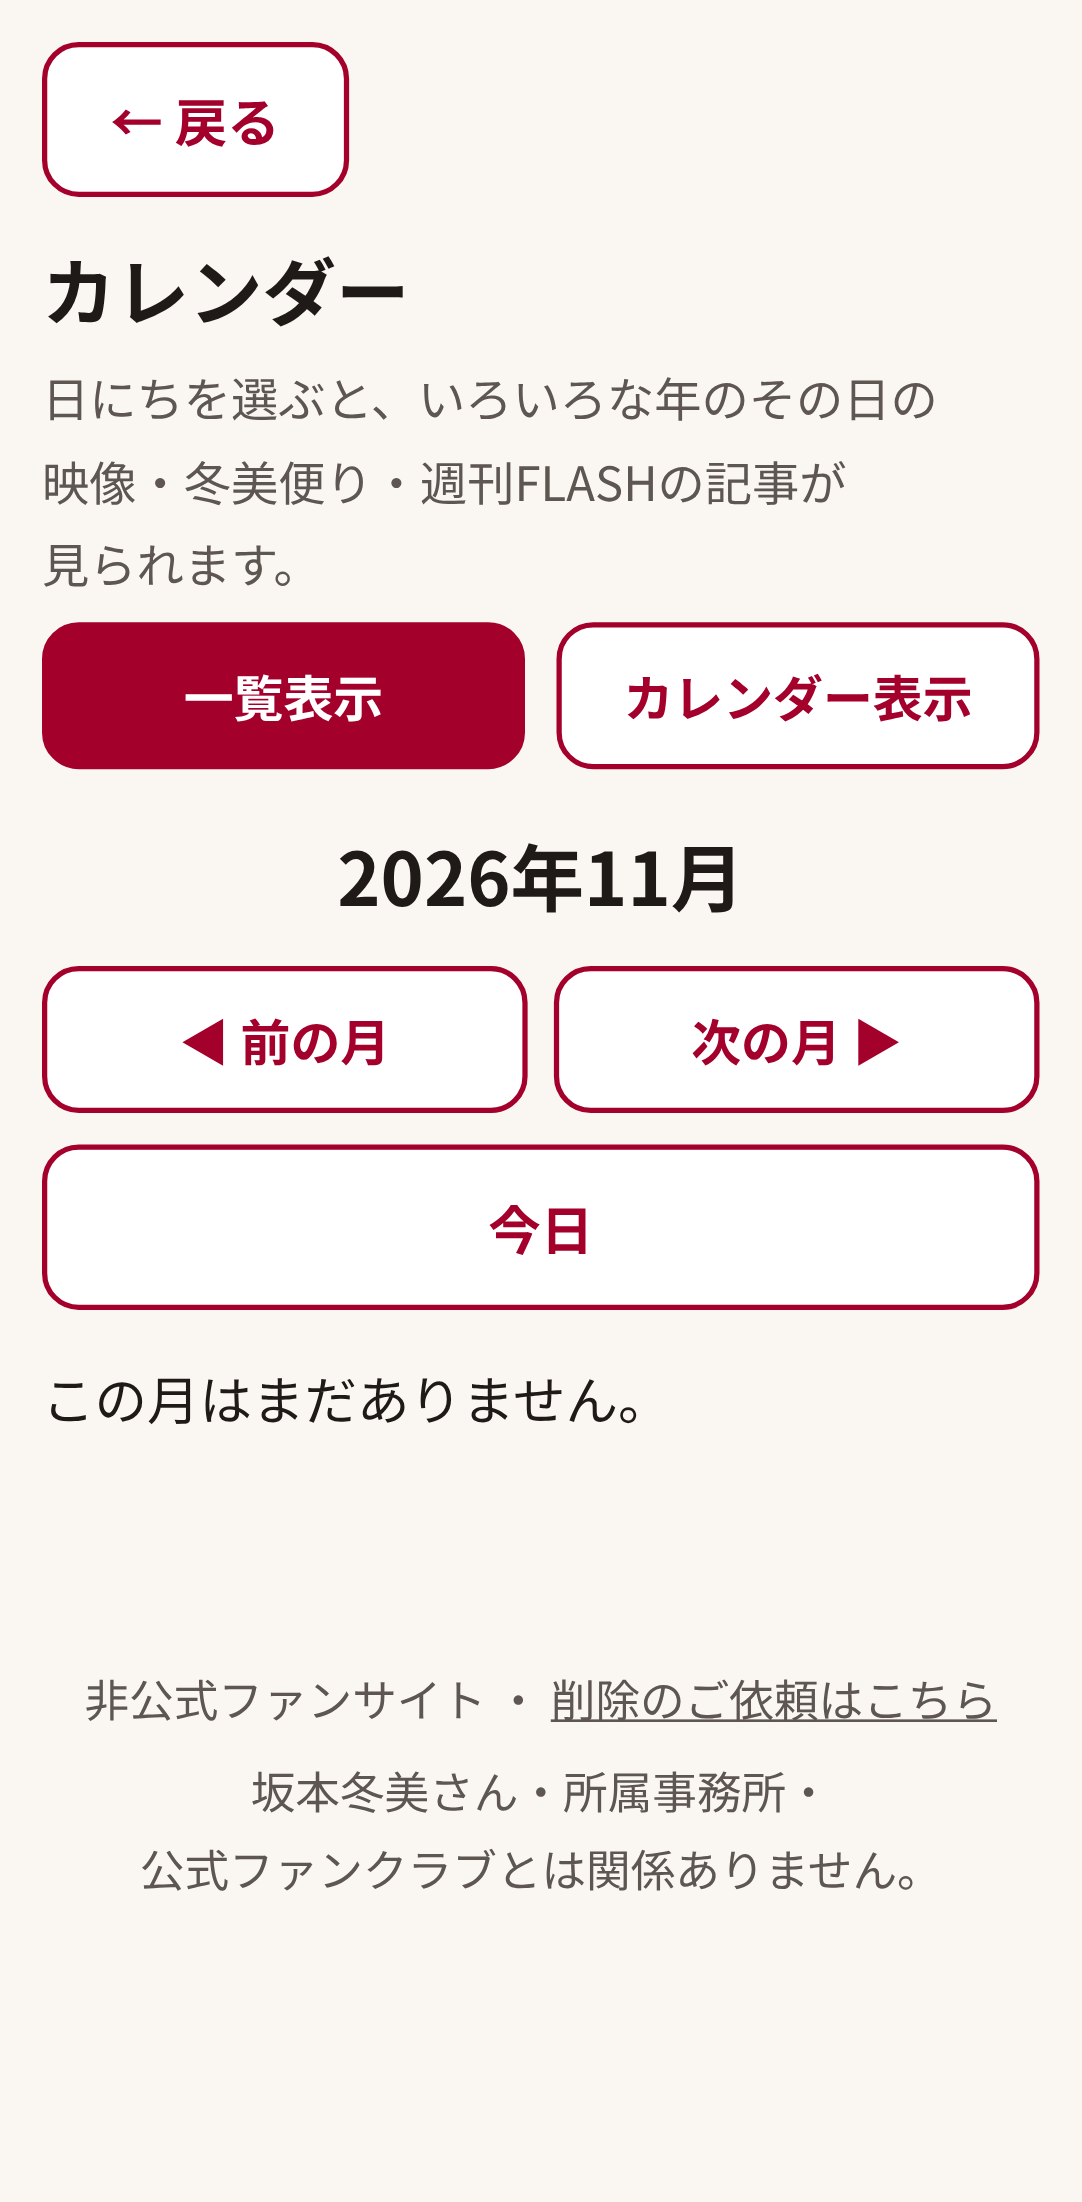 ← 戻る
カレンダー
日にちを選ぶと、いろいろな年のその日の
映像・冬美便り・週刊FLASHの記事が
見られます。
一覧表示
カレンダー表示
2026年11月
◀ 前の月
次の月 ▶
今日
この月はまだありません。
非公式ファンサイト ・ 削除のご依頼はこちら
坂本冬美さん・所属事務所・
公式ファンクラブとは関係ありません。